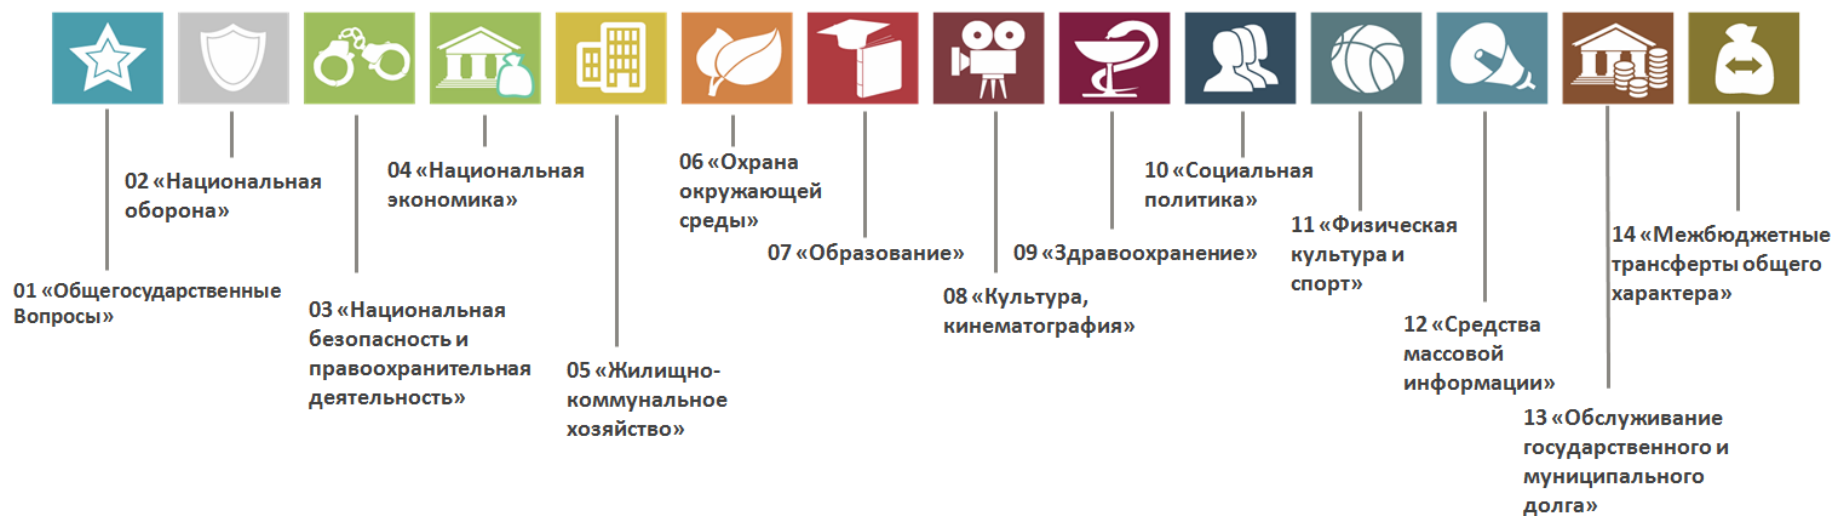 01 «Общегосударственные
Вопросы»
02 «Национальная
оборона»
03 «Национальная
безопасность и
правоохранительная
деятельность»
04 «Национальная
экономика»
05 «Жилищно-
коммунальное
хозяйство»
06 «Охрана
окружающей
среды»
07 «Образование»
08 «Культура,
кинематография»
09 «Здравоохранение»
10 «Социальная
политика»
11 «Физическая
культура и
спорт»
12 «Средства
массовой
информации»
13 «Обслуживание
государственного и
муниципального
долга»
14 «Межбюджетные
трансферты общего
характера»